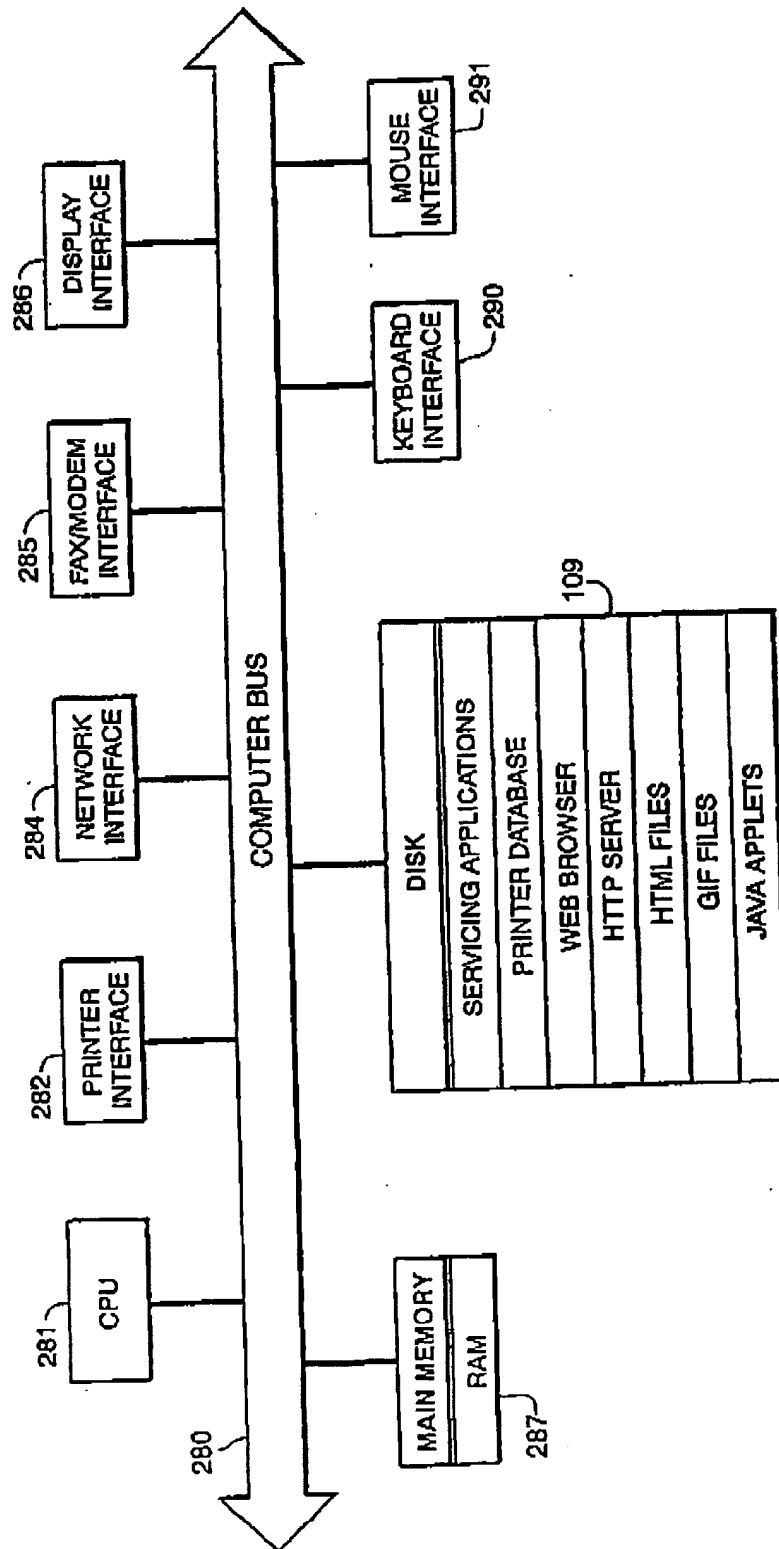 281
CPU
282
PRINTER
INTERFACE
284
NETWORK
INTERFACE
285
FAX/MODEM
INTERFACE
286
DISPLAY
INTERFACE
280
COMPUTER BUS
MAIN MEMORY
RAM
287
DISK
SERVICING APPLICATIONS
PRINTER DATABASE
WEB BROWSER
HTTP SERVER
HTML FILES
GIF FILES
JAVA APPLETS
109
KEYBOARD
INTERFACE
290
MOUSE
INTERFACE
291